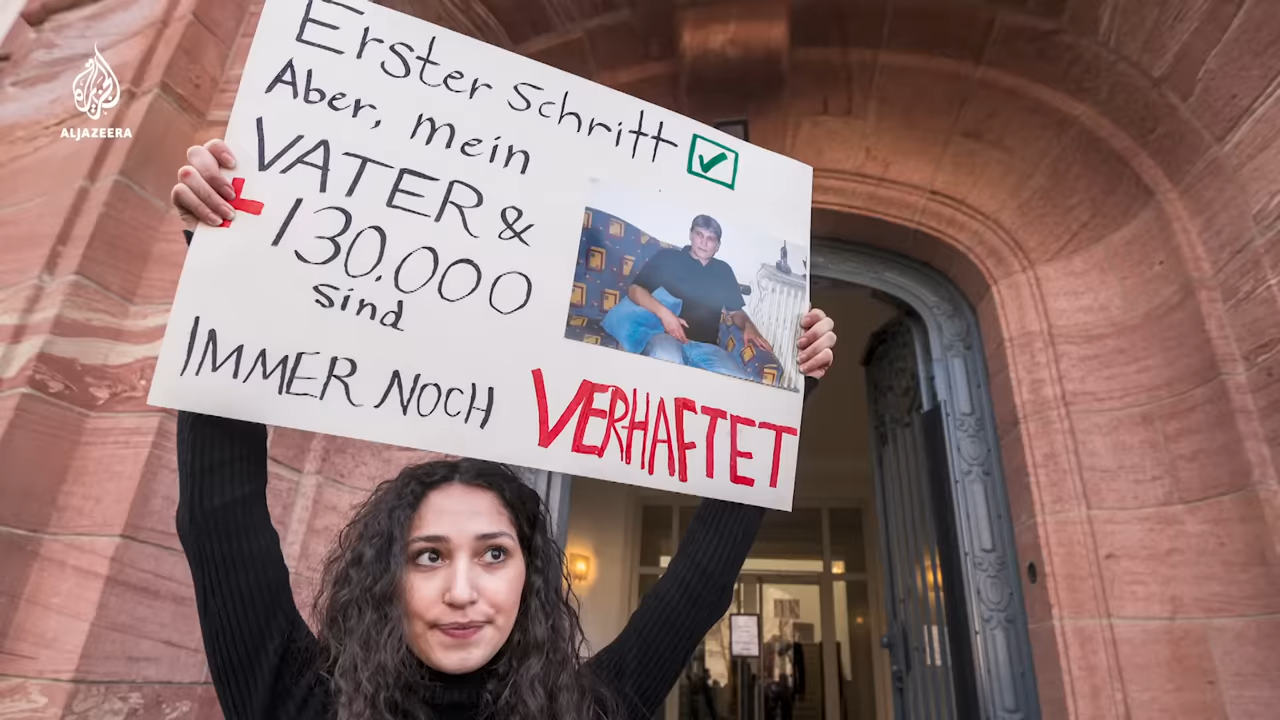 ALJAZEERA
Erster Schritt
Aber, mein
VATER &
+ 130.000
sind
IMMER NOCH VERHAFTET